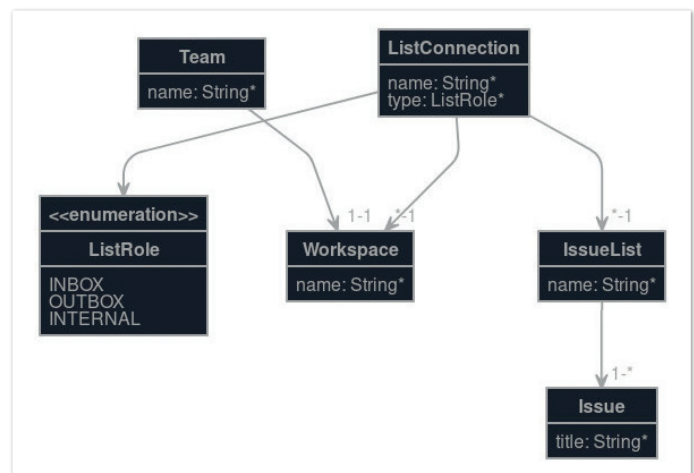 Team
name: String*
ListConnection
name: String*
type: ListRole*
<<enumeration>>
ListRole
INBOX
OUTBOX
INTERNAL
1-1
*-1
Workspace
name: String*
*-1
IssueList
name: String*
1-*
Issue
title: String*